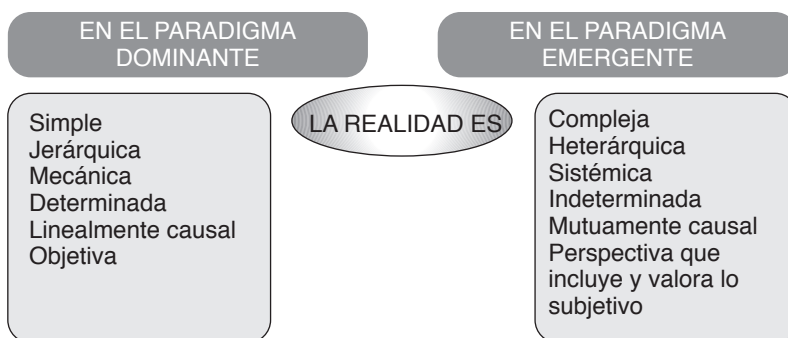 EN EL PARADIGMA
DOMINANTE
EN EL PARADIGMA
EMERGENTE
LA REALIDAD ES
Simple
Jerárquica
Mecánica
Determinada
Linealmente causal
Objetiva
Compleja
Heterárquica
Sistémica
Indeterminada
Mutuamente causal
Perspectiva que
incluye y valora lo
subjetivo